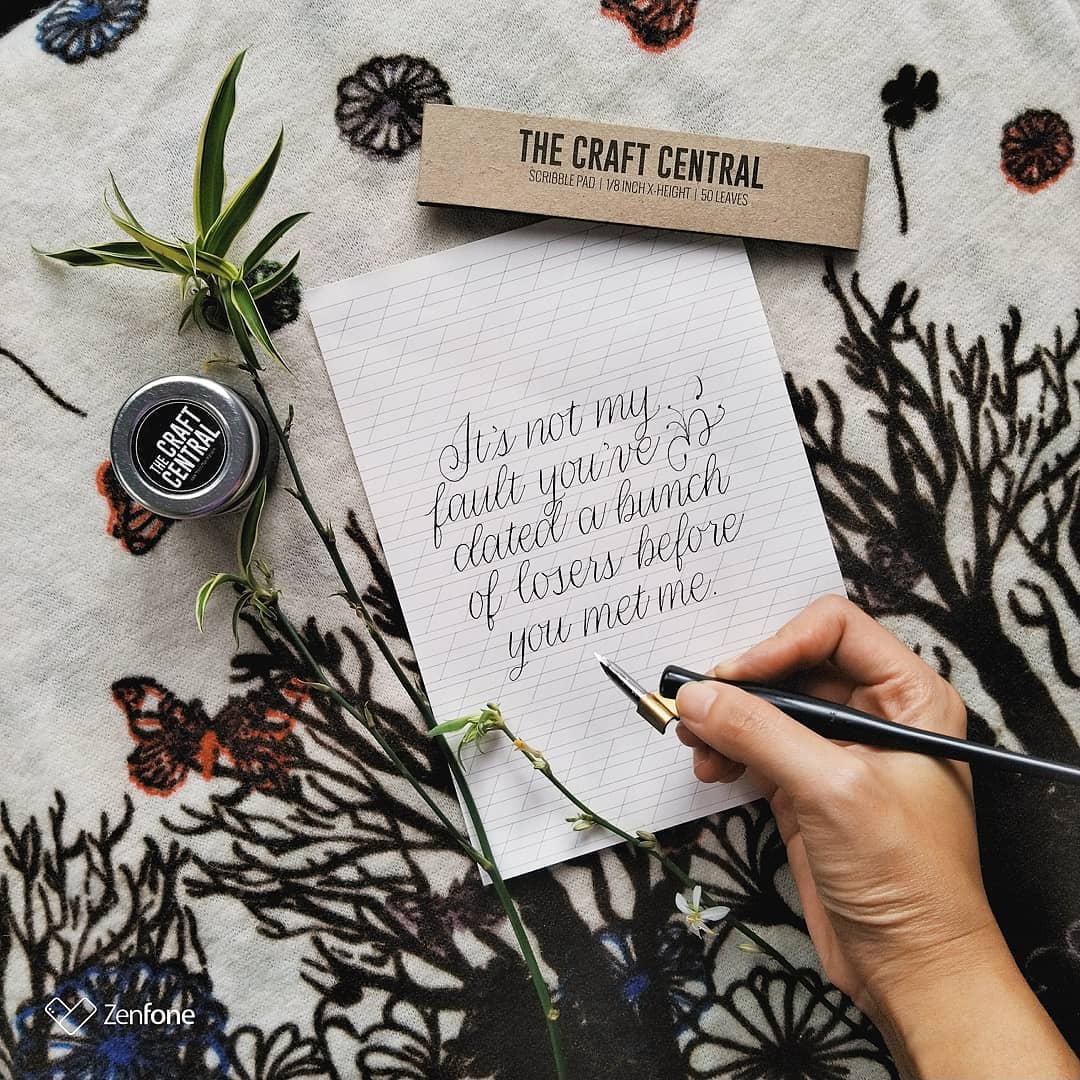 THE CRAFT CENTRAL
SCRIBBLE PAD | 1/8 INCH X-HEIGHT | 50 LEAVES
THE
CRAFT
CENTRAL
It's not my
fault you've
dated a bunch
of losers before
you met me.
Zenfone